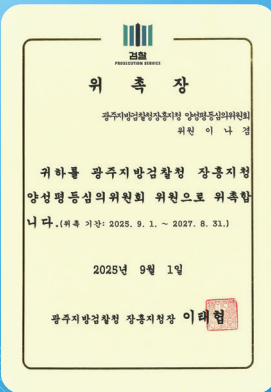 검찰
PROSECUTION SERVICE
위 촉 장
광주지방검찰청장흥지청 양성평등심의위원회
위원 이 나 겸
귀하를 광주지방검찰청 장흥지청
양성평등심의위원회 위원으로 위촉합
니다.(위촉 기간: 2025. 9. 1. ~ 2027. 8. 31.)
2025년 9월 1일
광주지방검찰청 장흥지청장 이태협